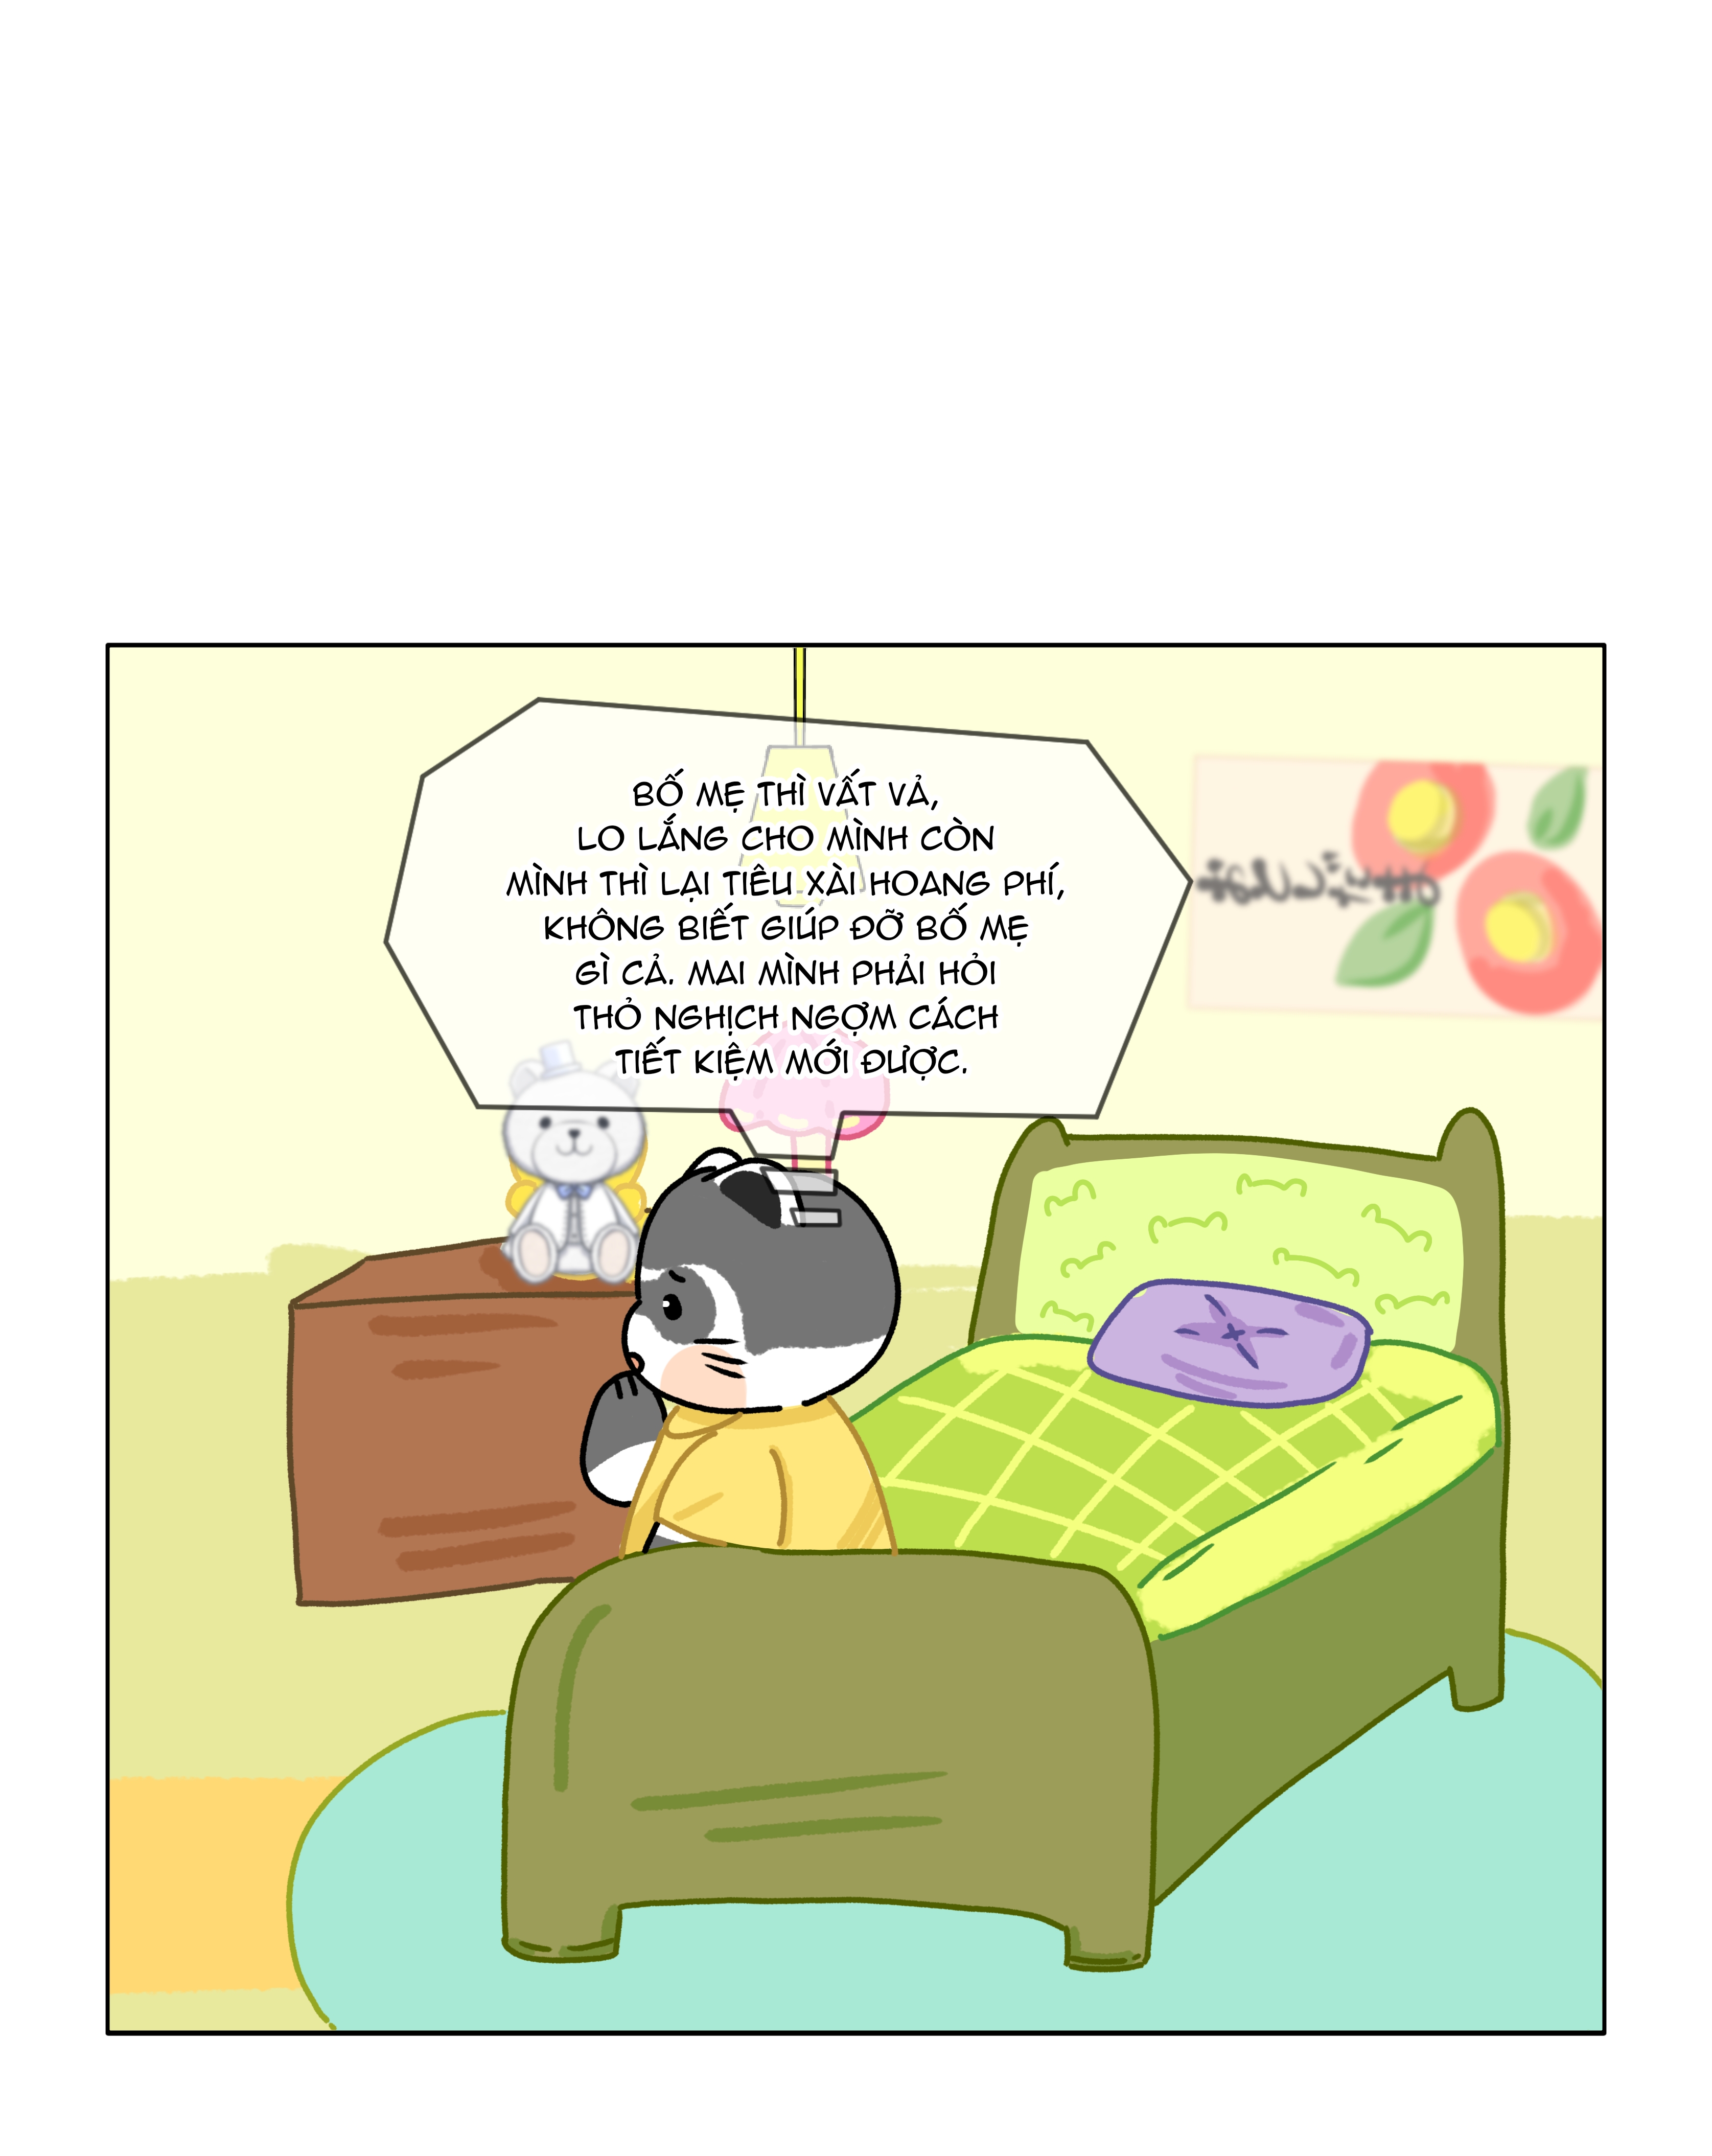 BỐ MẸ THÌ VẤT VẢ,
LO LẮNG CHO MÌNH CÒN
MÌNH THÌ LẠI TIÊU XÀI HOANG PHÍ,
KHÔNG BIẾT GIÚP ĐỠ BỐ MẸ
GÌ CẢ. MAI MÌNH PHẢI HỎI
THỎ NGHỊCH NGỢM CÁCH
TIẾT KIỆM MỚI ĐƯỢC.